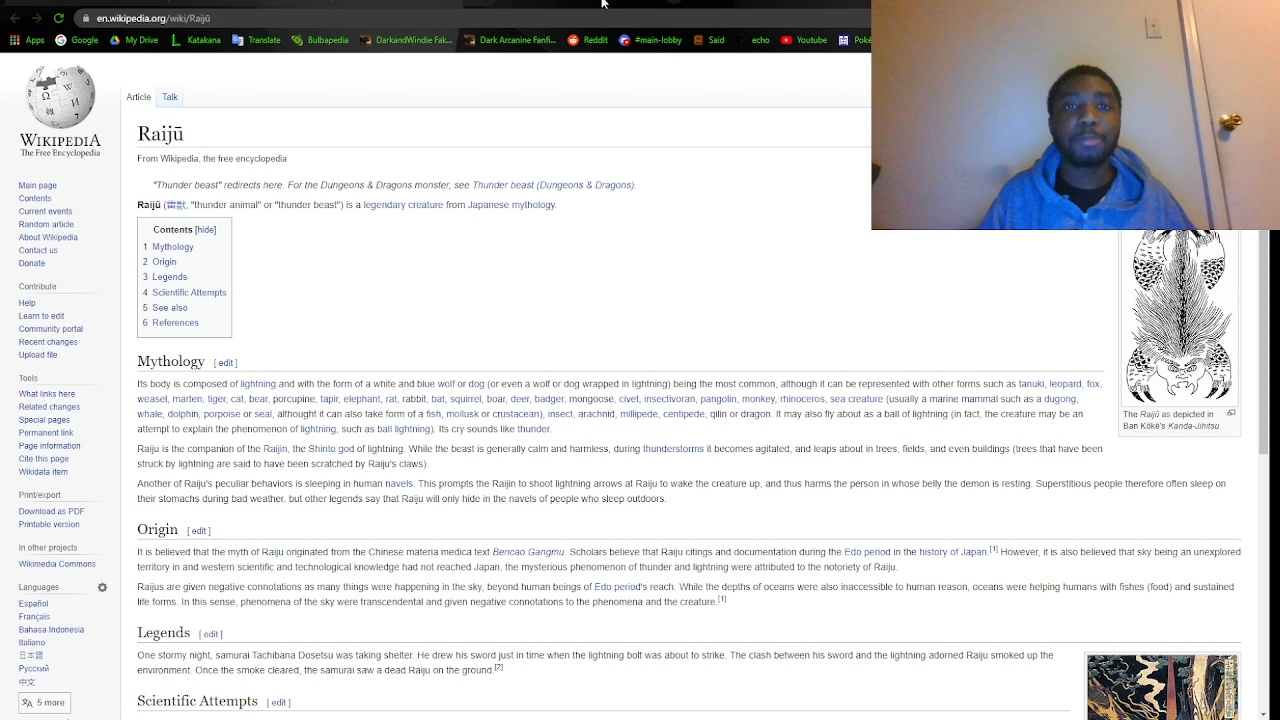 en.wikipedia.org/wiki/Raijū
Apps Google My Drive Katakana Translate Bulbapedia DarkandWindie Fak... Dark Arcanine Fanfi... Reddit #main-lobby Said echo Youtube Poké
WIKIPEDIA
The Free Encyclopedia
Main page
Contents
Current events
Random article
About Wikipedia
Contact us
Donate
Contribute
Help
Learn to edit
Community portal
Recent changes
Upload file
Tools
What links here
Related changes
Special pages
Permanent link
Page information
Cite this page
Wikidata item
Print/export
Download as PDF
Printable version
In other projects
Wikimedia Commons
Languages
Español
Français
Bahasa Indonesia
Italiano
日本語
Русский
中文
5 more
Article Talk
Raijū
From Wikipedia, the free encyclopedia
"Thunder beast" redirects here. For the Dungeons & Dragons monster, see Thunder beast (Dungeons & Dragons).
Raijū (雷獣, "thunder animal" or "thunder beast") is a legendary creature from Japanese mythology.
Contents [hide]
1 Mythology
2 Origin
3 Legends
4 Scientific Attempts
5 See also
6 References
Mythology [ edit ]
Its body is composed of lightning and with the form of a white and blue wolf or dog (or even a wolf or dog wrapped in lightning) being the most common, although it can be represented with other forms such as tanuki, leopard, fox,
weasel, marten, tiger, cat, bear, porcupine, tapir, elephant, rat, rabbit, bat, squirrel, boar, deer, badger, mongoose, civet, insectivoran, pangolin, monkey, rhinoceros, sea creature (usually a marine mammal such as a dugong,
whale, dolphin, porpoise or seal, althought it can also take form of a fish, mollusk or crustacean), insect, arachnid, millipede, centipede, qilin or dragon. It may also fly about as a ball of lightning (in fact, the creature may be an
attempt to explain the phenomenon of lightning, such as ball lightning). Its cry sounds like thunder.
Raiju is the companion of the Raijin, the Shinto god of lightning. While the beast is generally calm and harmless, during thunderstorms it becomes agitated, and leaps about in trees, fields, and even buildings (trees that have been
struck by lightning are said to have been scratched by Raiju's claws).
Another of Raiju's peculiar behaviors is sleeping in human navels. This prompts the Raijin to shoot lightning arrows at Raiju to wake the creature up, and thus harms the person in whose belly the demon is resting. Superstitious people therefore often sleep on
their stomachs during bad weather, but other legends say that Raiju will only hide in the navels of people who sleep outdoors.
The Raijū as depicted in
Ban Kōkē's Kanda-Jihitsu
Origin [ edit ]
It is believed that the myth of Raiju originated from the Chinese materia medica text Bencao Gangmu. Scholars believe that Raiju citings and documentation during the Edo period in the history of Japan.[1] However, it is also believed that sky being an unexplored
territory in and western scientific and technological knowledge had not reached Japan, the mysterious phenomenon of thunder and lightning were attributed to the notoriety of Raiju.
Raijus are given negative connotations as many things were happening in the sky, beyond human beings of Edo period's reach. While the depths of oceans were also inaccessible to human reason, oceans were helping humans with fishes (food) and sustained
life forms. In this sense, phenomena of the sky were transcendental and given negative connotations to the phenomena and the creature.[1]
Legends [ edit ]
One stormy night, samurai Tachibana Dosetsu was taking shelter. He drew his sword just in time when the lightning bolt was about to strike. The clash between his sword and the lightning adorned Raiju smoked up the
environment. Once the smoke cleared, the samurai saw a dead Raiju on the ground.[2]
Scientific Attempts [ edit ]